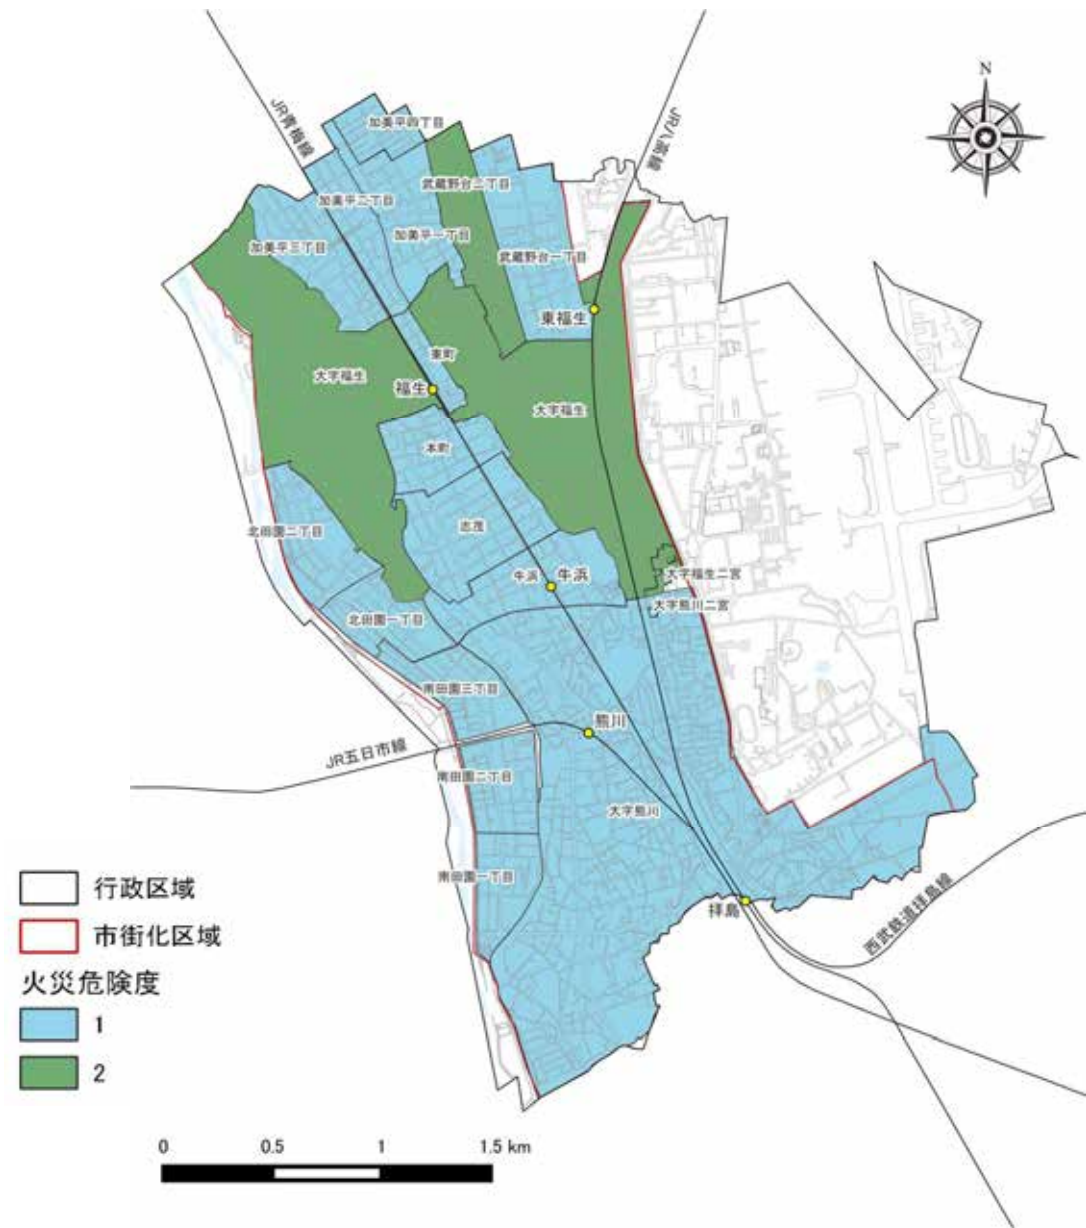 N
JR青梅線
JR八高線
加美平四丁目
武蔵野台二丁目
加美平二丁目
加美平一丁目
加美平三丁目
武蔵野台一丁目
東福生
東町
大字福生
福生
大字福生
本町
志茂
北田園二丁目
牛浜
牛浜
大字福生二宮
大字熊川二宮
北田園一丁目
南田園三丁目
熊川
JR五日市線
南田園二丁目
大字熊川
南田園一丁目
拝島
西武鉄道拝島線
行政区域
市街化区域
火災危険度
1
2
0 0.5 1 1.5 km